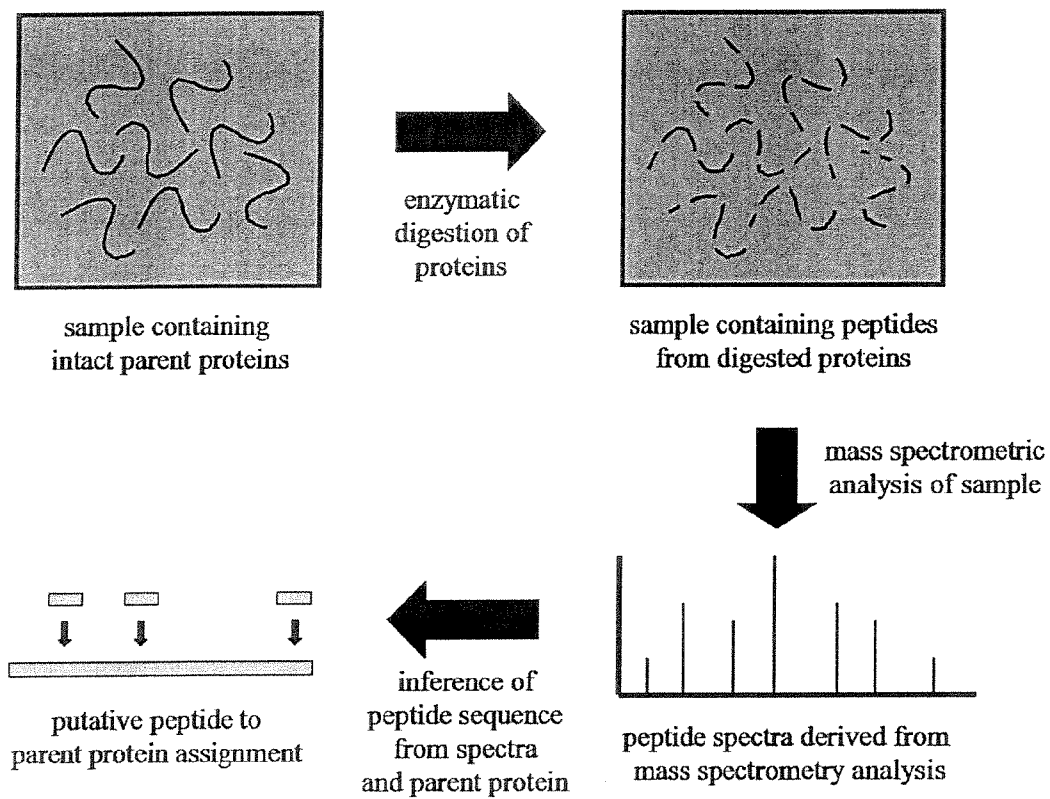 enzymatic
digestion of
proteins
sample containing
intact parent proteins
sample containing peptides
from digested proteins
mass spectrometric
analysis of sample
inference of
peptide sequence
from spectra
and parent protein
putative peptide to
parent protein assignment
peptide spectra derived from
mass spectrometry analysis